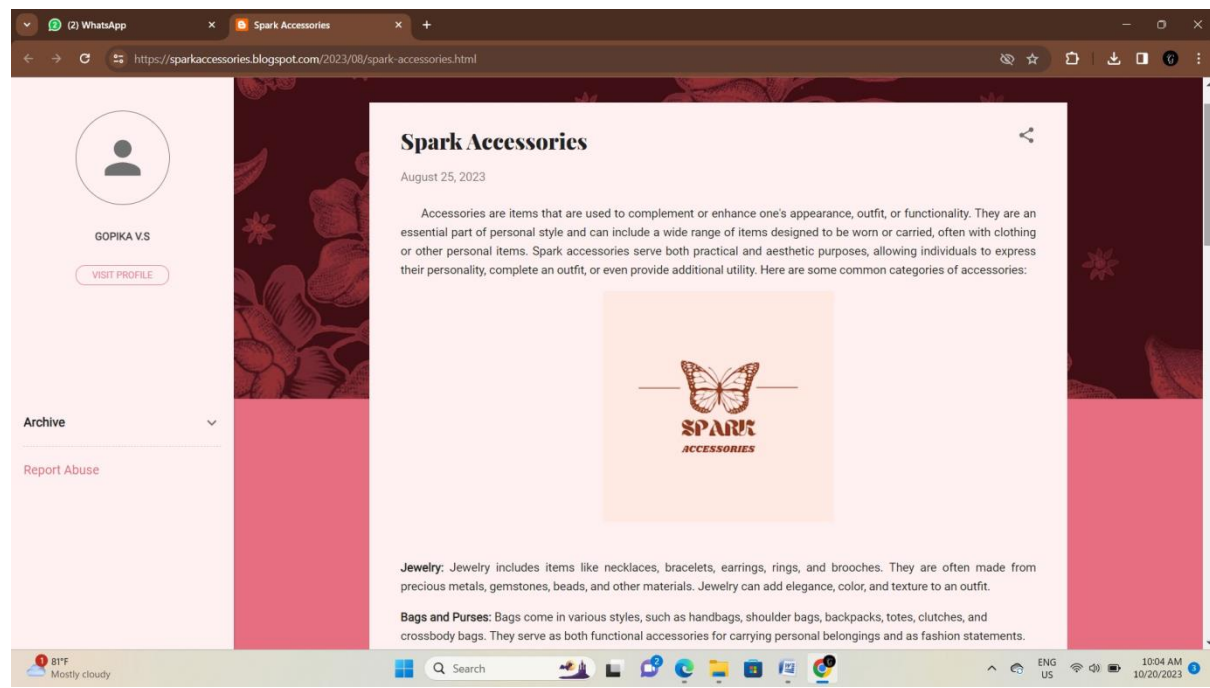 (2) WhatsApp
Spark Accessories
https://sparkaccessories.blogspot.com/2023/08/spark-accessories.html
GOPIKA V.S
VISIT PROFILE
Archive
Report Abuse
Spark Accessories
August 25, 2023
Accessories are items that are used to complement or enhance one's appearance, outfit, or functionality. They are an
essential part of personal style and can include a wide range of items designed to be worn or carried, often with clothing
or other personal items. Spark accessories serve both practical and aesthetic purposes, allowing individuals to express
their personality, complete an outfit, or even provide additional utility. Here are some common categories of accessories:
SPARK
ACCESSORIES
Jewelry: Jewelry includes items like necklaces, bracelets, earrings, rings, and brooches. They are often made from
precious metals, gemstones, beads, and other materials. Jewelry can add elegance, color, and texture to an outfit.
Bags and Purses: Bags come in various styles, such as handbags, shoulder bags, backpacks, totes, clutches, and
crossbody bags. They serve as both functional accessories for carrying personal belongings and as fashion statements.
1
81°F
Mostly cloudy
Search
2
ENG
US
10:04 AM
10/20/2023
3